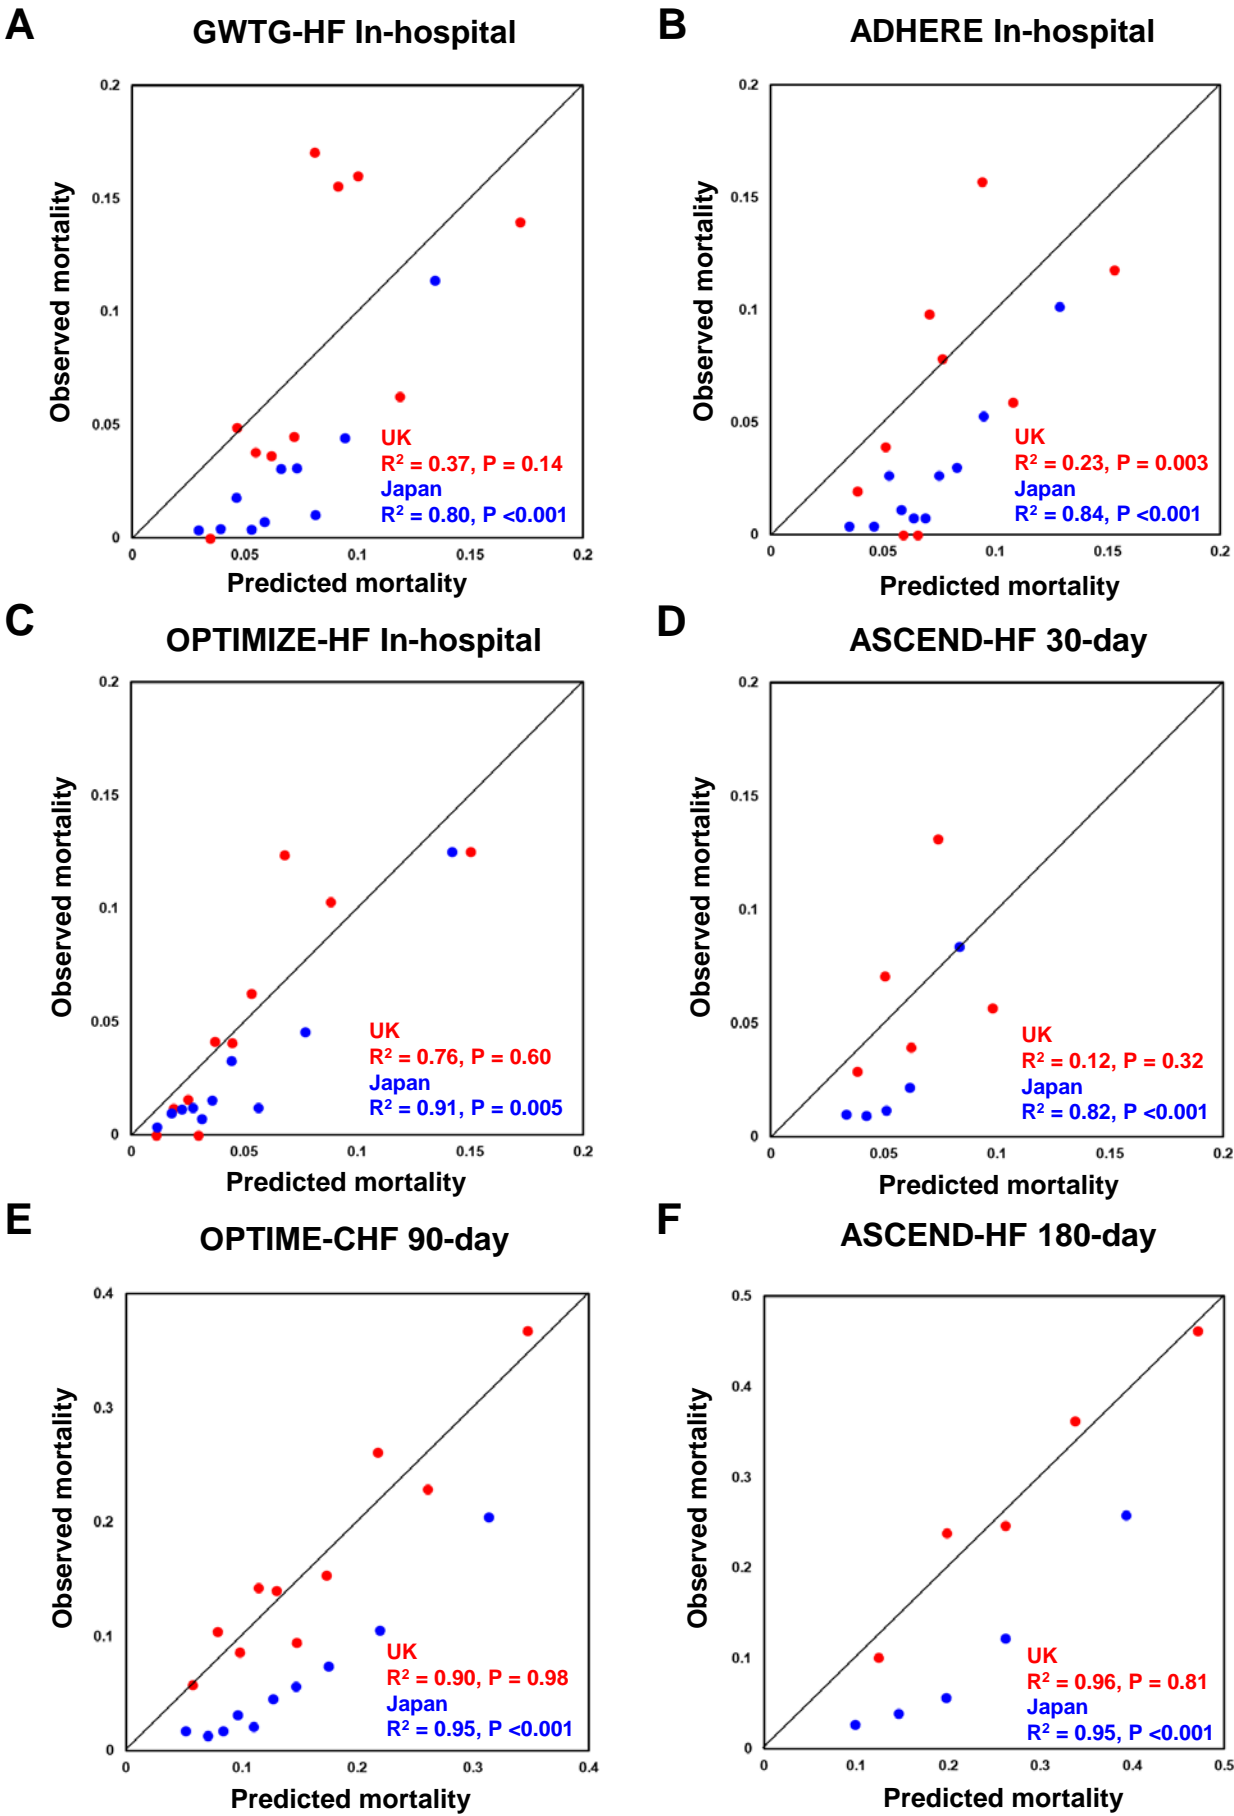 A
GWTG-HF In-hospital
0.2
0.15
0.1
0.05
0
Observed mortality
UK
R² = 0.37, P = 0.14
Japan
R² = 0.80, P <0.001
0
0.05
0.1
0.15
0.2
Predicted mortality
B
ADHERE In-hospital
0.2
0.15
0.1
0.05
0
Observed mortality
UK
R² = 0.23, P = 0.003
Japan
R² = 0.84, P <0.001
0
0.05
0.1
0.15
0.2
Predicted mortality
C
OPTIMIZE-HF In-hospital
0.2
0.15
0.1
0.05
0
Observed mortality
UK
R² = 0.76, P = 0.60
Japan
R² = 0.91, P = 0.005
0
0.05
0.1
0.15
0.2
Predicted mortality
D
ASCEND-HF 30-day
0.2
0.15
0.1
0.05
0
Observed mortality
UK
R² = 0.12, P = 0.32
Japan
R² = 0.82, P <0.001
0
0.05
0.1
0.15
0.2
Predicted mortality
E
OPTIME-CHF 90-day
0.4
0.3
0.2
0.1
0
Observed mortality
UK
R² = 0.90, P = 0.98
Japan
R² = 0.95, P <0.001
0
0.1
0.2
0.3
0.4
Predicted mortality
F
ASCEND-HF 180-day
0.5
0.4
0.3
0.2
0.1
0
Observed mortality
UK
R² = 0.96, P = 0.81
Japan
R² = 0.95, P <0.001
0
0.1
0.2
0.3
0.4
0.5
Predicted mortality